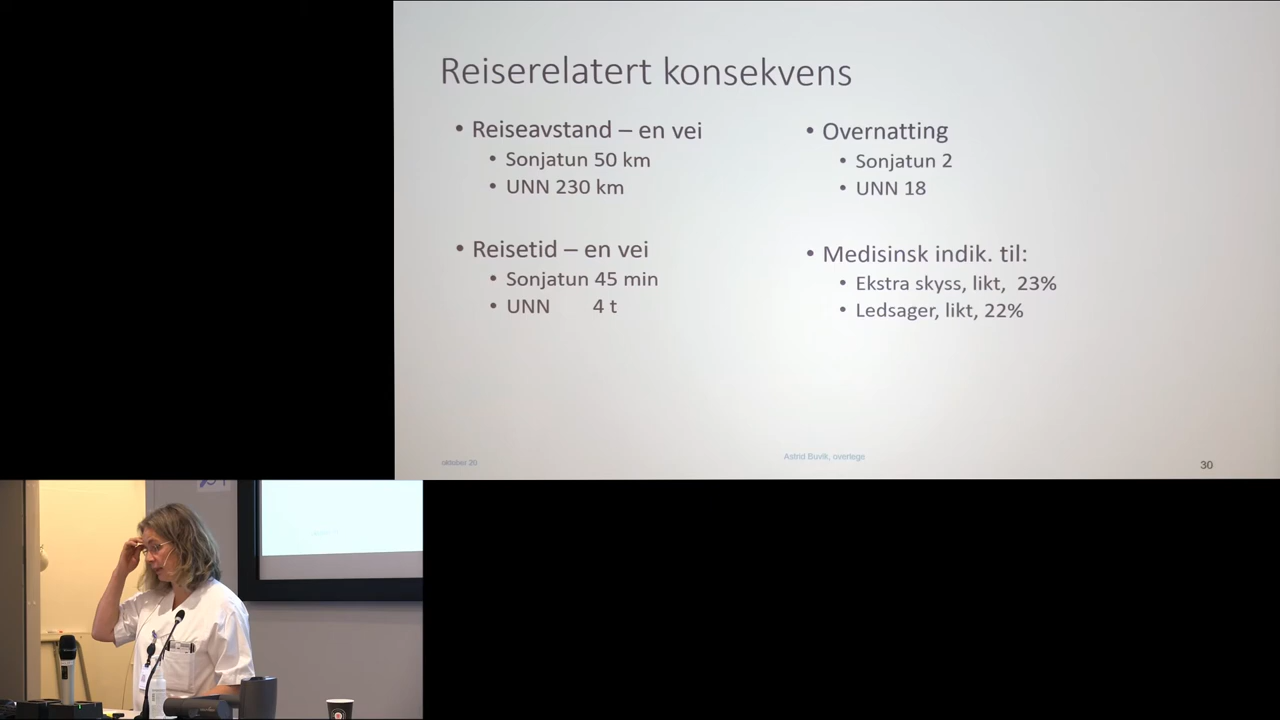 Reiserelatert konsekvens
• Reiseavstand – en vei
• Sonjatun 50 km
• UNN 230 km
• Reisetid – en vei
• Sonjatun 45 min
• UNN 4 t
• Overnatting
• Sonjatun 2
• UNN 18
• Medisinsk indik. til:
• Ekstra skyss, likt, 23%
• Ledsager, likt, 22%
oktober 20
Astrid Buvik, overlege
30